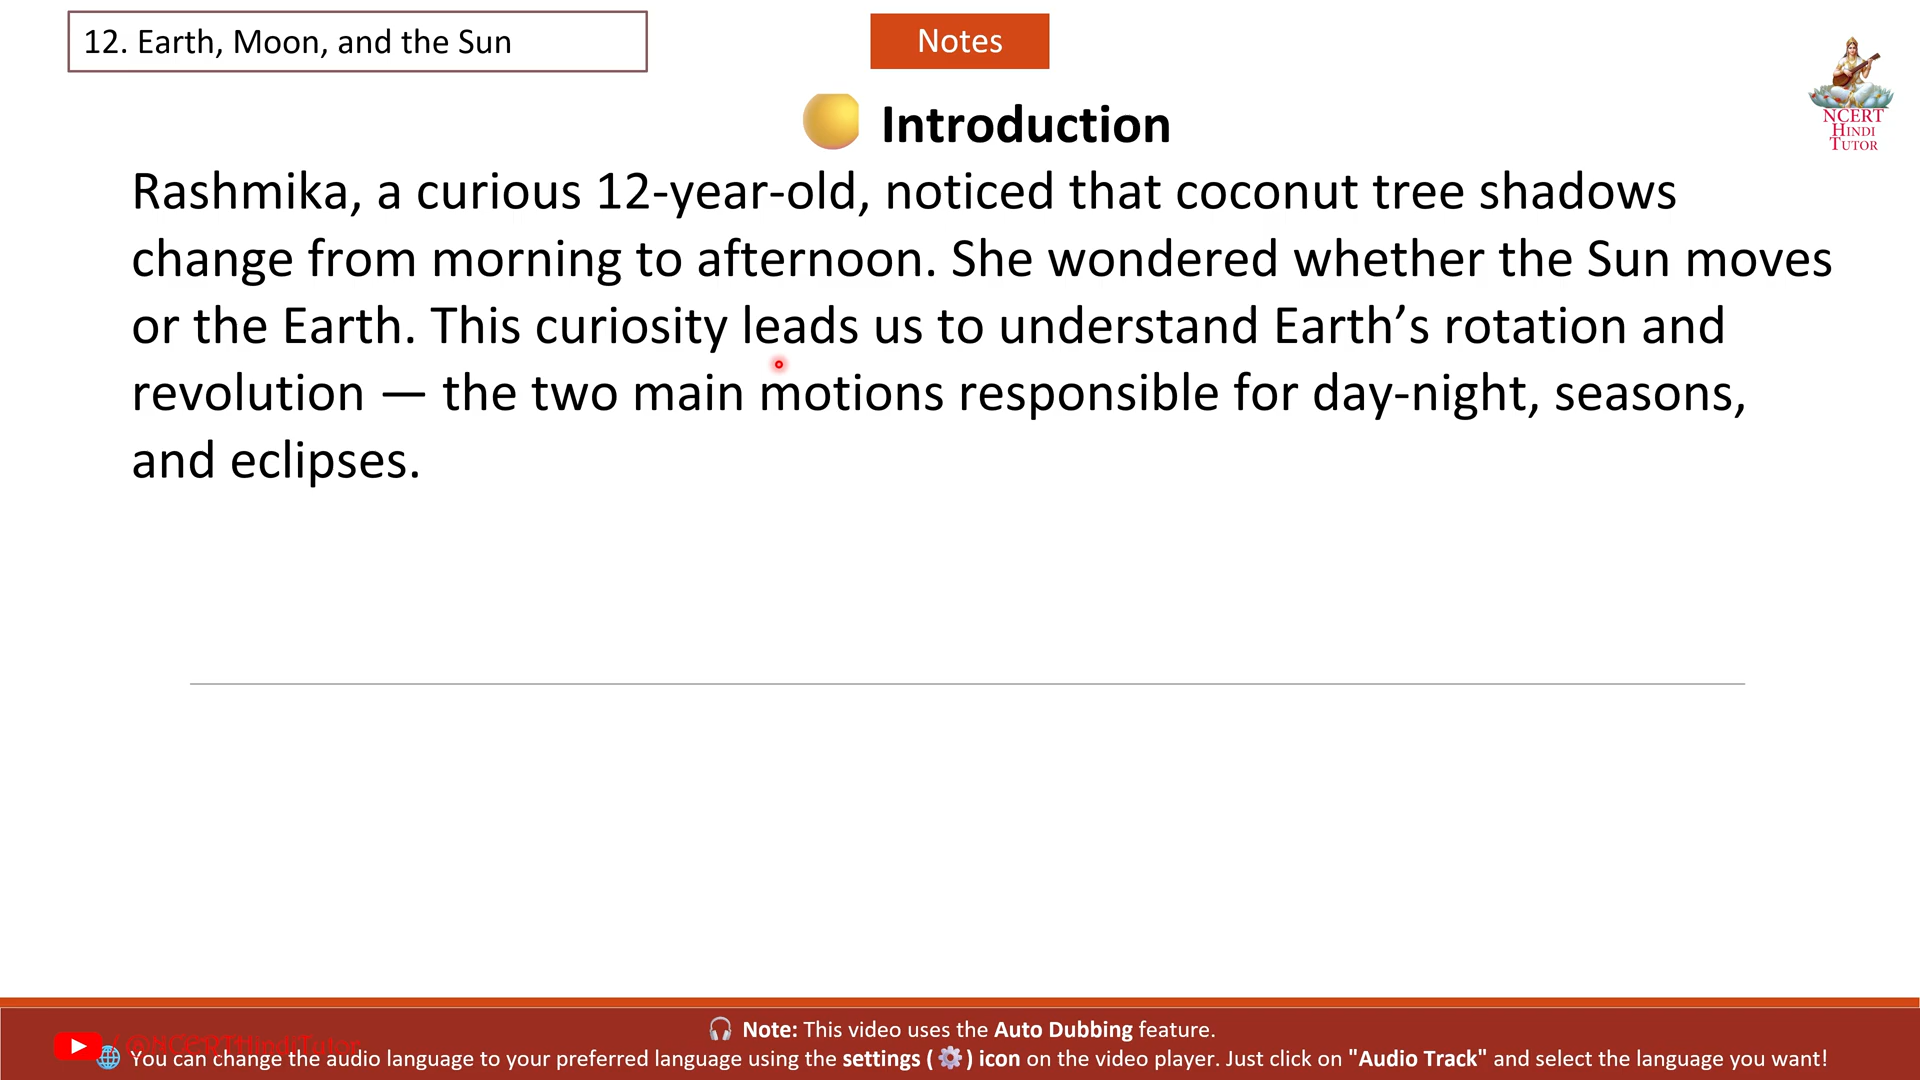 12. Earth, Moon, and the Sun
Notes
NCERT
HINDI
TUTOR
Introduction
Rashmika, a curious 12-year-old, noticed that coconut tree shadows
change from morning to afternoon. She wondered whether the Sun moves
or the Earth. This curiosity leads us to understand Earth’s rotation and
revolution — the two main motions responsible for day-night, seasons,
and eclipses.
Note: This video uses the Auto Dubbing feature.
You can change the audio language to your preferred language using the settings ( ) icon on the video player. Just click on "Audio Track" and select the language you want!